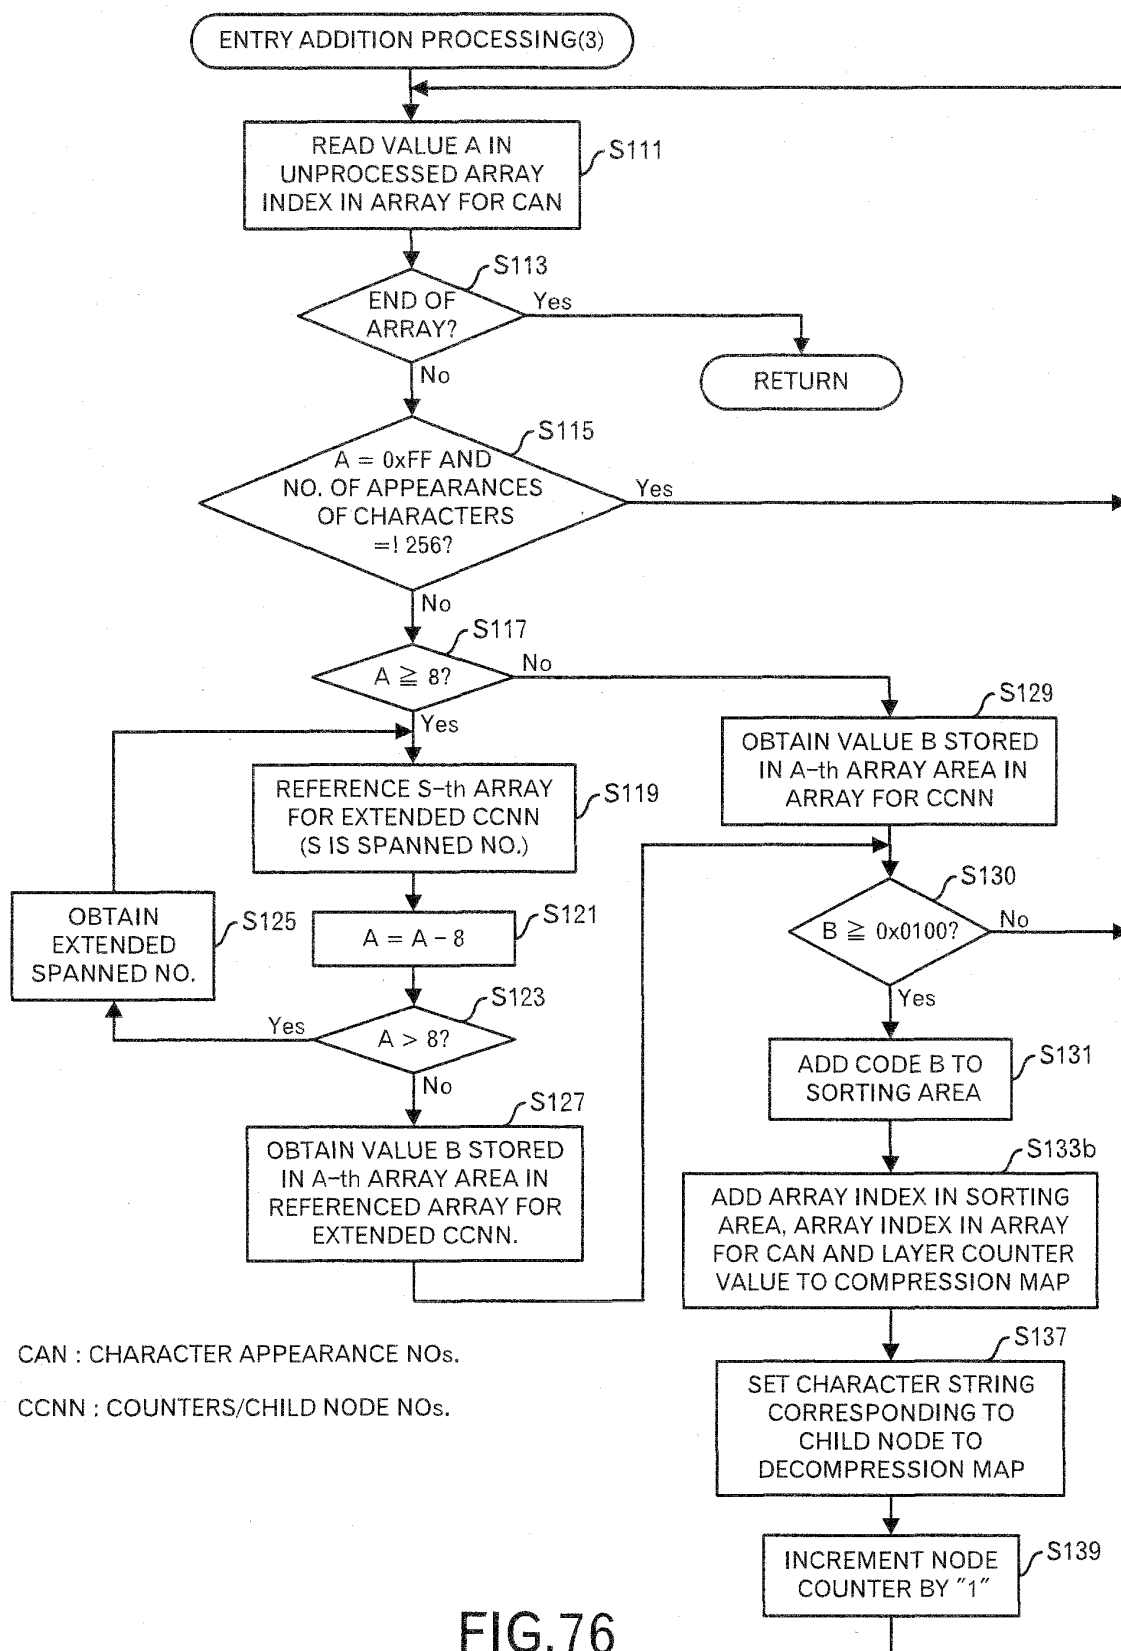 ENTRY ADDITION PROCESSING(3)
READ VALUE A IN
UNPROCESSED ARRAY
INDEX IN ARRAY FOR CAN
S111
S113
END OF
ARRAY?
Yes
No
RETURN
S115
A = 0xFF AND
NO. OF APPEARANCES
OF CHARACTERS
=! 256?
Yes
No
S117
A ≧ 8?
No
Yes
S129
OBTAIN VALUE B STORED
IN A-th ARRAY AREA IN
ARRAY FOR CCNN
REFERENCE S-th ARRAY
FOR EXTENDED CCNN
(S IS SPANNED NO.)
S119
S130
B ≧ 0x0100?
No
Yes
OBTAIN
EXTENDED
SPANNED NO.
S125
A = A - 8
S121
S123
A > 8?
Yes
No
ADD CODE B TO
SORTING AREA
S131
S127
OBTAIN VALUE B STORED
IN A-th ARRAY AREA IN
REFERENCED ARRAY FOR
EXTENDED CCNN.
S133b
ADD ARRAY INDEX IN SORTING
AREA, ARRAY INDEX IN ARRAY
FOR CAN AND LAYER COUNTER
VALUE TO COMPRESSION MAP
CAN : CHARACTER APPEARANCE NOs.
CCNN : COUNTERS/CHILD NODE NOs.
S137
SET CHARACTER STRING
CORRESPONDING TO
CHILD NODE TO
DECOMPRESSION MAP
INCREMENT NODE
COUNTER BY "1"
S139
FIG.76